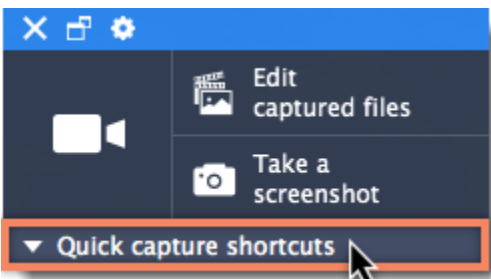 Edit
captured files
Take a
screenshot
Quick capture shortcuts